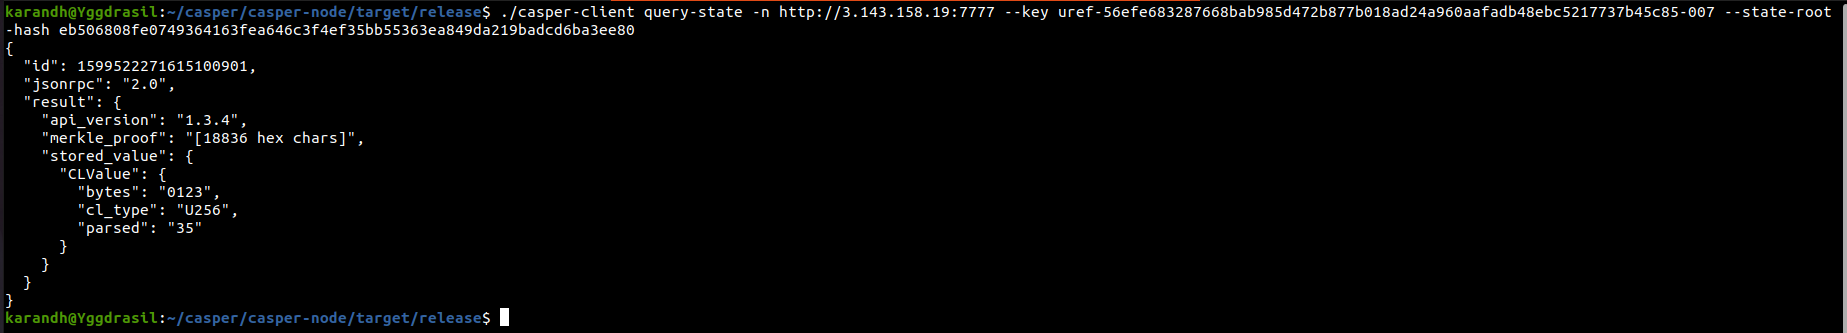 karandh@Yggdrasil:~/casper/casper-node/target/release$ ./casper-client query-state -n http://3.143.158.19:7777 --key uref-56efe683287668bab985d472b877b018ad24a960aafadb48ebc5217737b45c85-007 --state-root
-hash eb506808fe0749364163fea646c3f4ef35bb55363ea849da219badcd6ba3ee80
{
  "id": 1599522271615100901,
  "jsonrpc": "2.0",
  "result": {
    "api_version": "1.3.4",
    "merkle_proof": "[18836 hex chars]",
    "stored_value": {
      "CLValue": {
        "bytes": "0123",
        "cl_type": "U256",
        "parsed": "35"
      }
    }
  }
}
karandh@Yggdrasil:~/casper/casper-node/target/release$